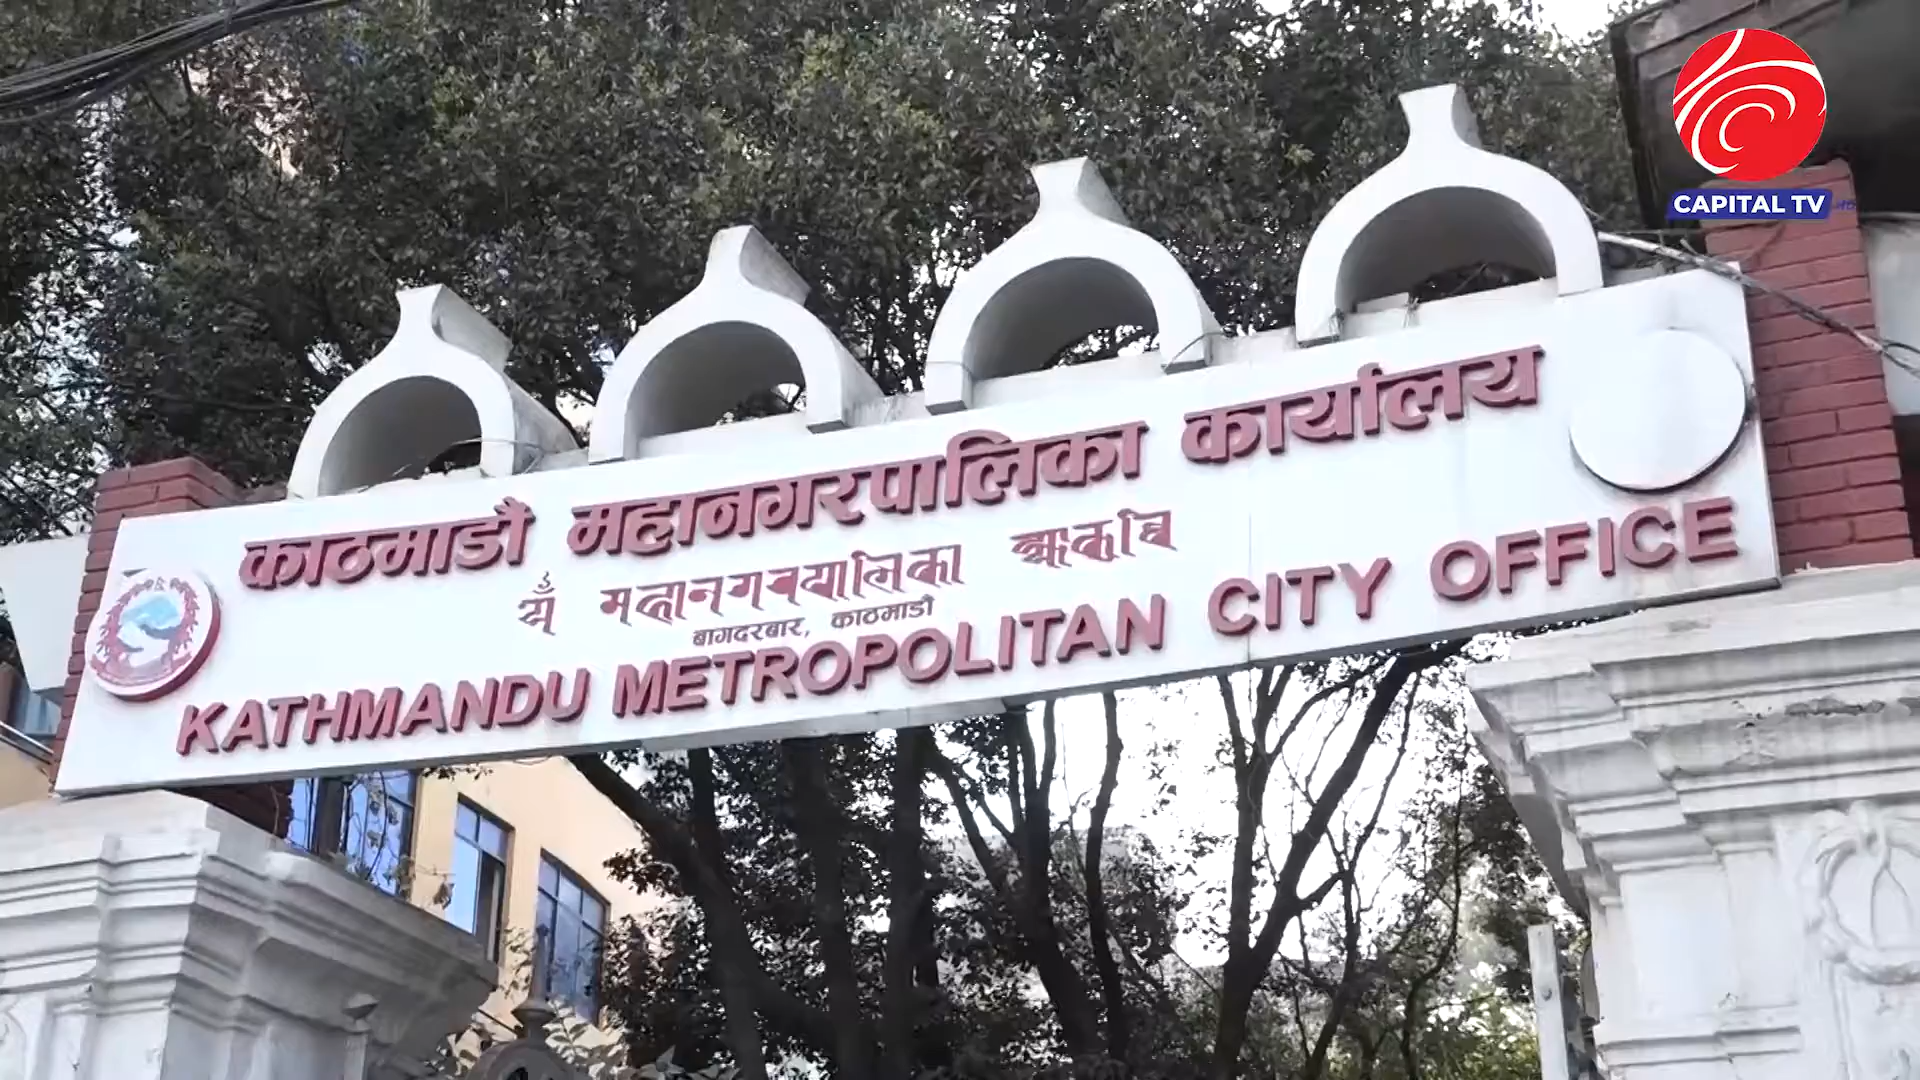 CAPITAL TV
काठमाडौं महानगरपालिका कार्यालय
बागदरबार, काठमाडौं
KATHMANDU METROPOLITAN CITY OFFICE